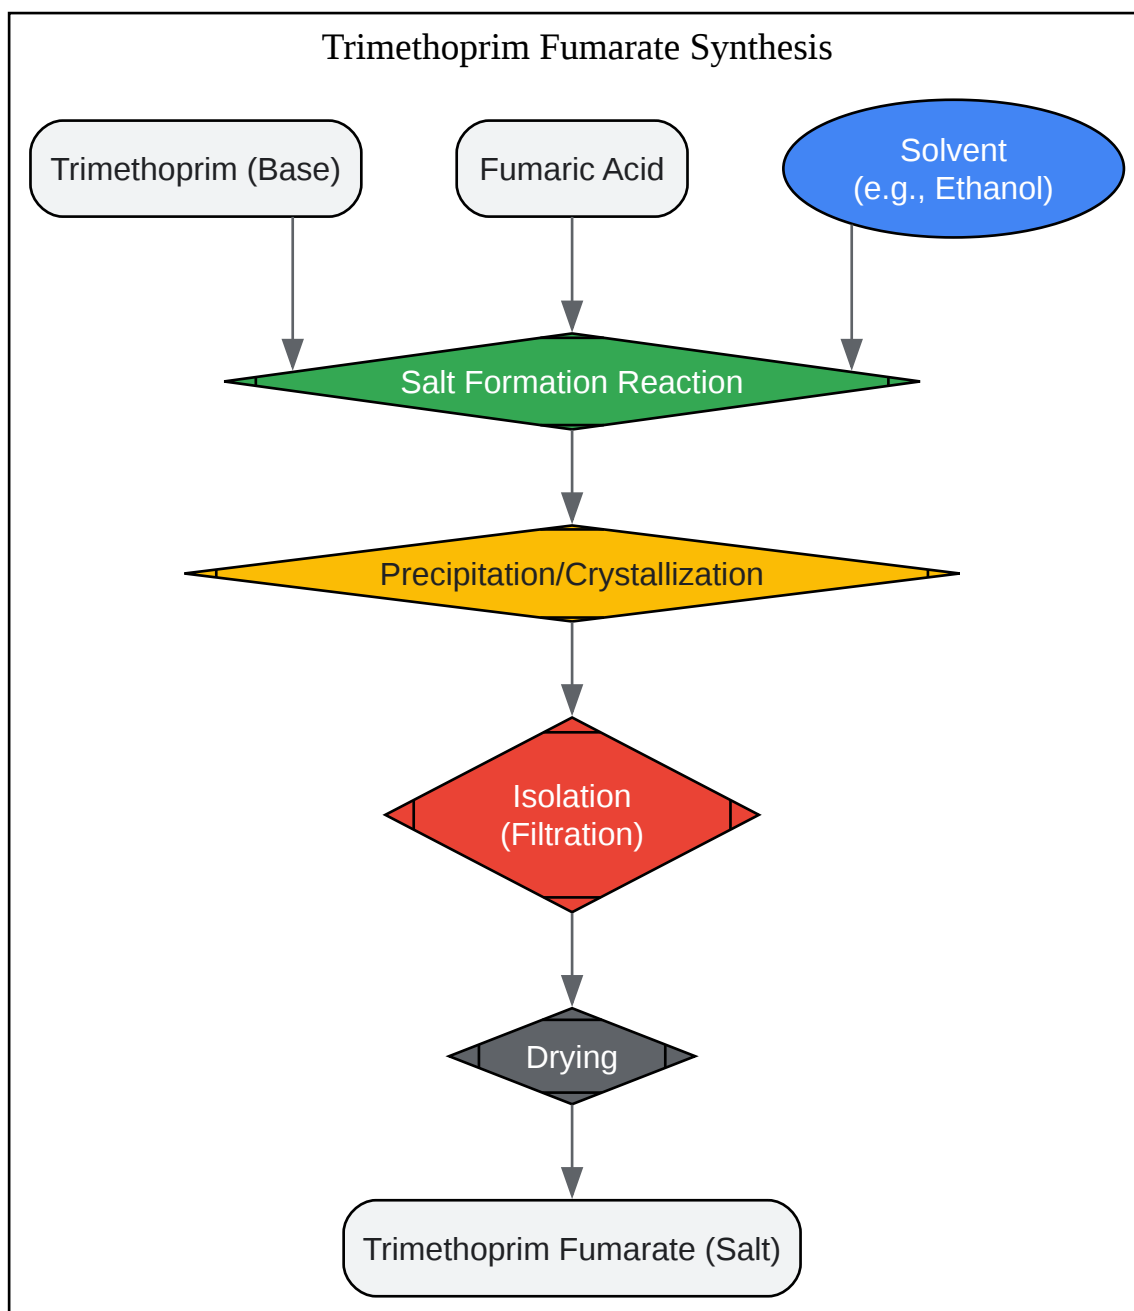 Trimethoprim Fumarate Synthesis
Trimethoprim (Base)
Fumaric Acid
Solvent
(e.g., Ethanol)
Salt Formation Reaction
Precipitation/Crystallization
Isolation
(Filtration)
Drying
Trimethoprim Fumarate (Salt)